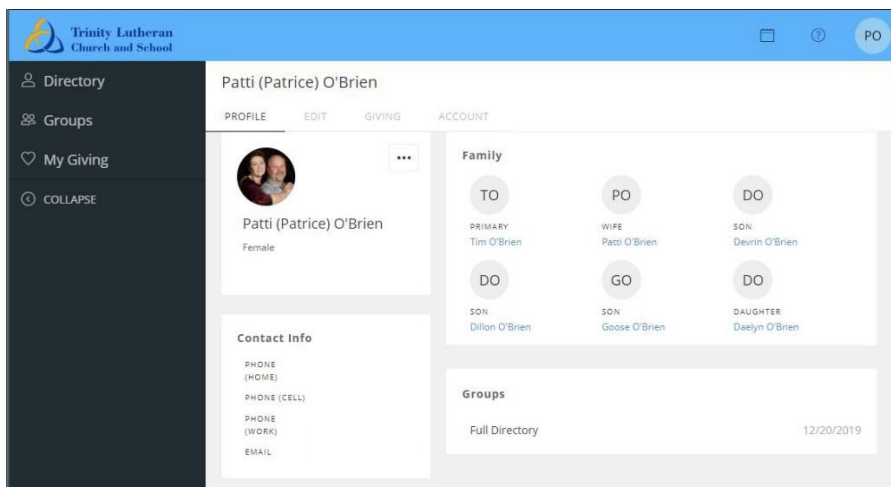 Trinity Lutheran
Church and School
PO
Directory
Groups
My Giving
COLLAPSE
Patti (Patrice) O'Brien
PROFILE EDIT GIVING ACCOUNT
Patti (Patrice) O'Brien
Female
Contact Info
PHONE
(HOME)
PHONE (CELL)
PHONE
(WORK)
EMAIL
Family
TO PO DO
PRIMARY WIFE SON
Tim O'Brien Patti O'Brien Devrin O'Brien
DO GO DO
SON SON DAUGHTER
Dillon O'Brien Goose O'Brien Daelyn O'Brien
Groups
Full Directory 12/20/2019